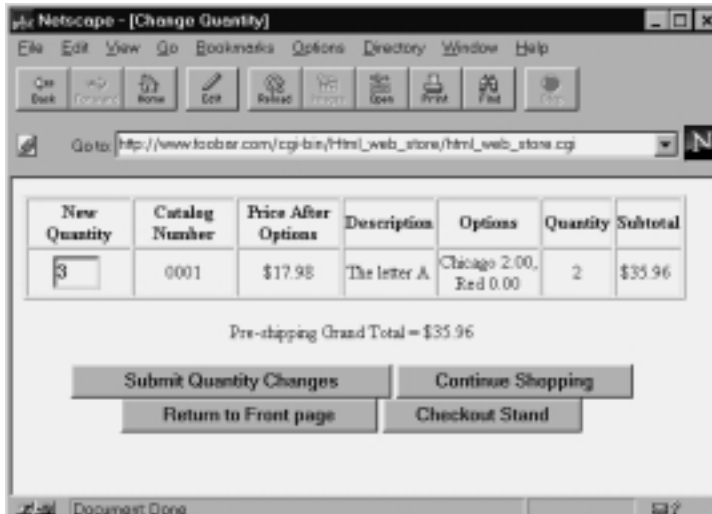 Netscape - [Change Quantity]
File Edit View Go Bookmarks Options Directory Window Help
Back Forward Home Edit Reload Images Open Print Find Stop
Go to: http://www.foobar.com/cgi-bin/Html_web_store/html_web_store.cgi
N
New Quantity Catalog Number Price After Options Description Options Quantity Subtotal
3 0001 $17.98 The letter A Chicago 2.00, Red 0.00 2 $35.96
Pre-shipping Grand Total = $35.96
Submit Quantity Changes Continue Shopping
Return to Front page Checkout Stand
Document Done